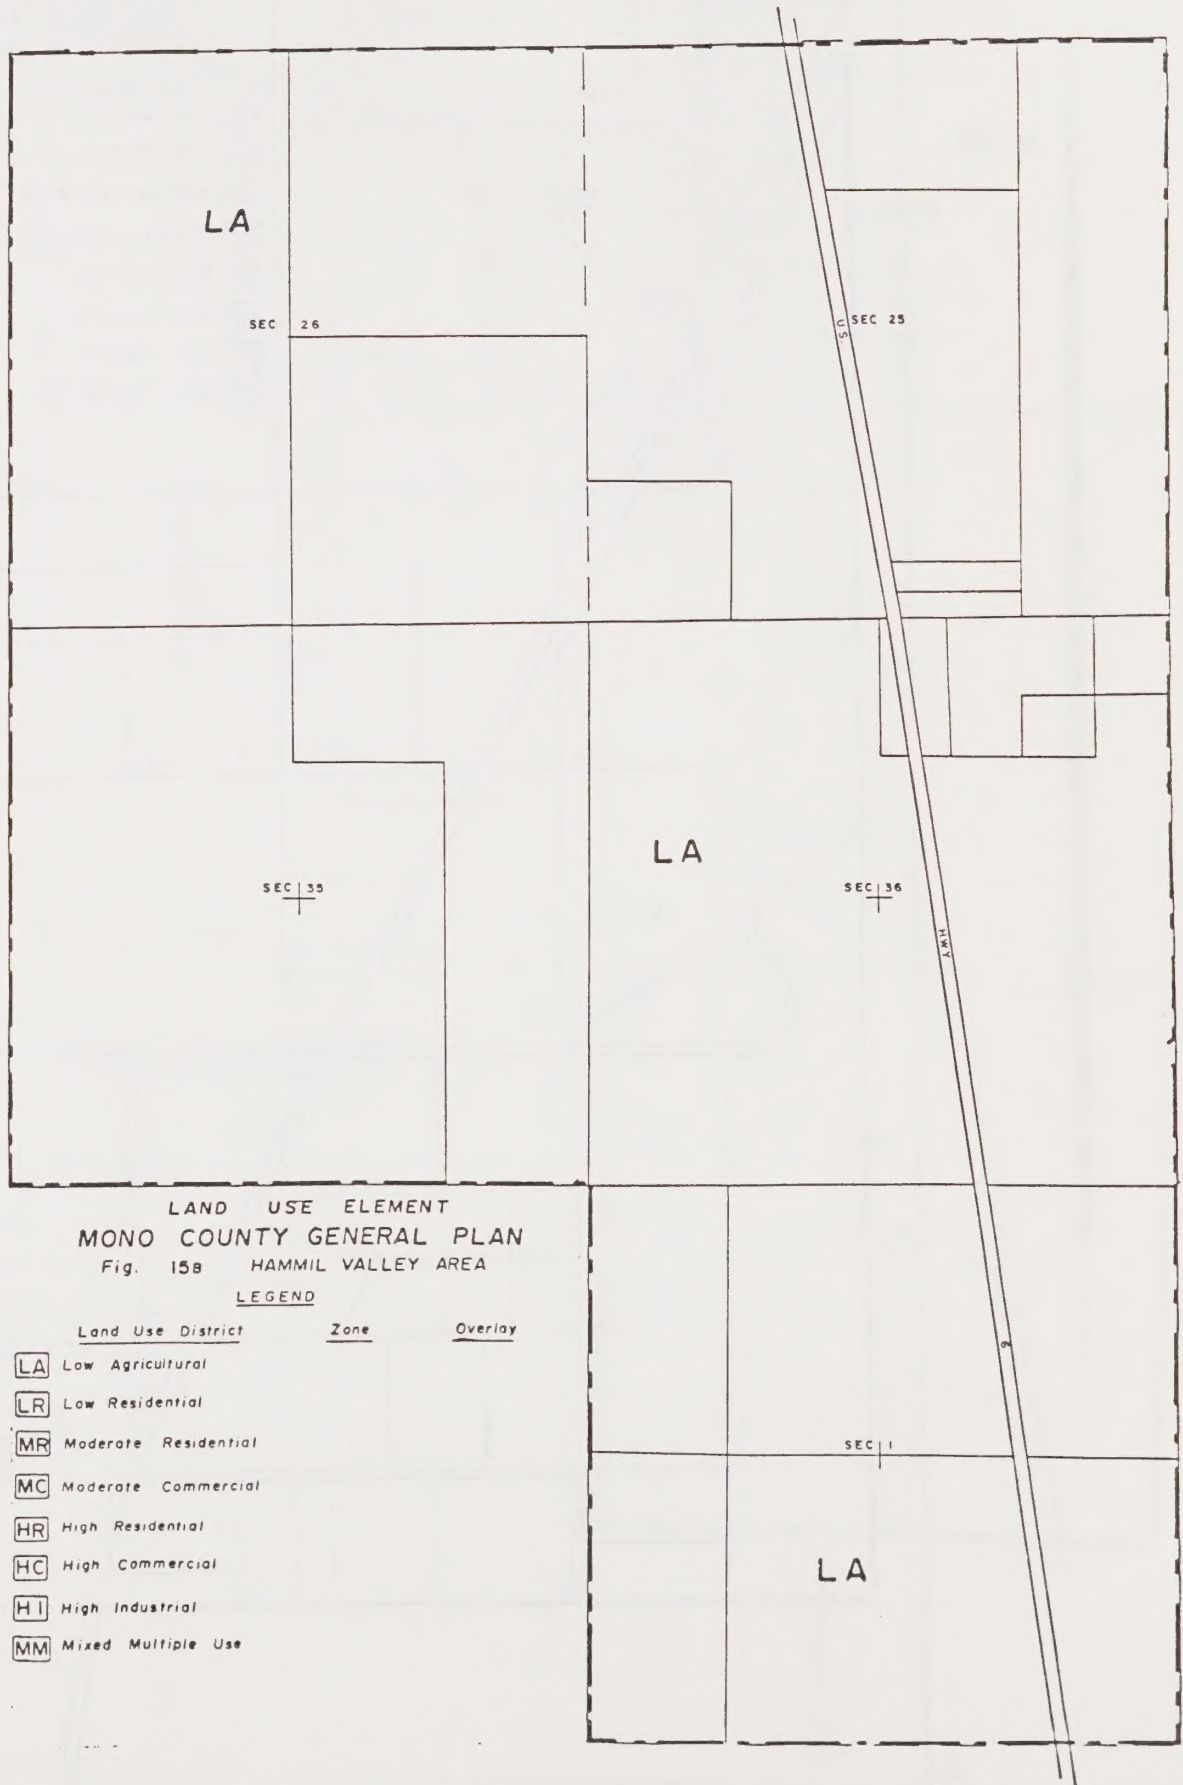 LA
SEC 26
U.S.
SEC 25
LA
SEC 35
SEC 36
HWY
LAND USE ELEMENT
MONO COUNTY GENERAL PLAN
Fig. 15B HAMMIL VALLEY AREA
LEGEND
Land Use District Zone Overlay
LA Low Agricultural
LR Low Residential
MR Moderate Residential
MC Moderate Commercial
HR High Residential
HC High Commercial
HI High Industrial
MM Mixed Multiple Use
6
SEC 1
LA